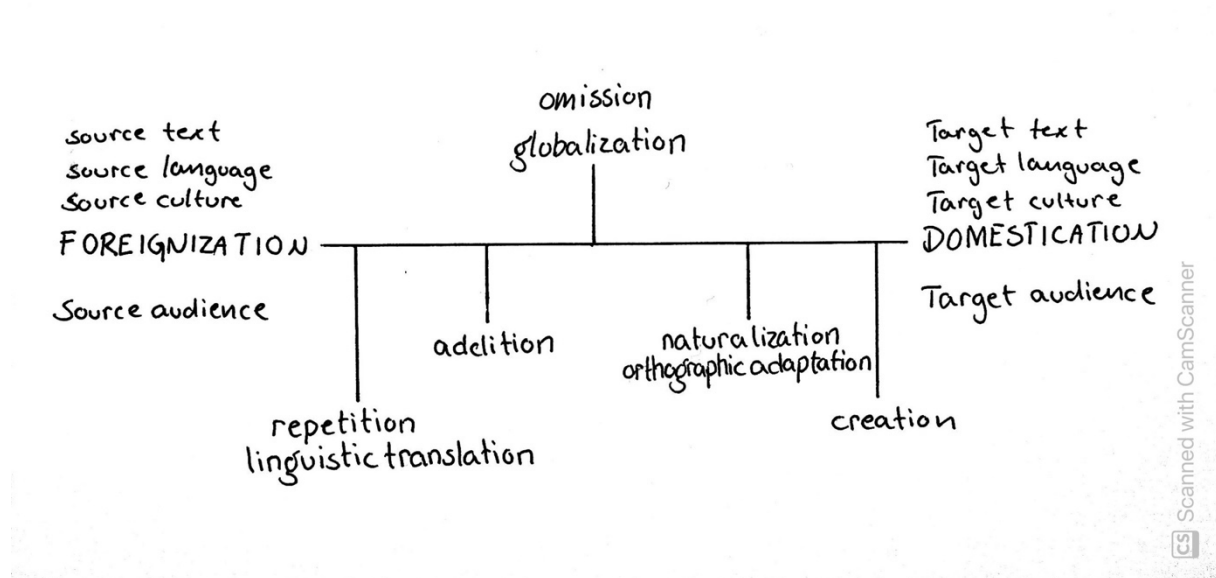 omission
globalization
source text
source language
source culture
FOREIGNIZATION
Source audience
Target text
Target language
Target culture
DOMESTICATION
Target audience
addition
naturalization
orthographic adaptation
repetition
linguistic translation
creation
CS Scanned with CamScanner